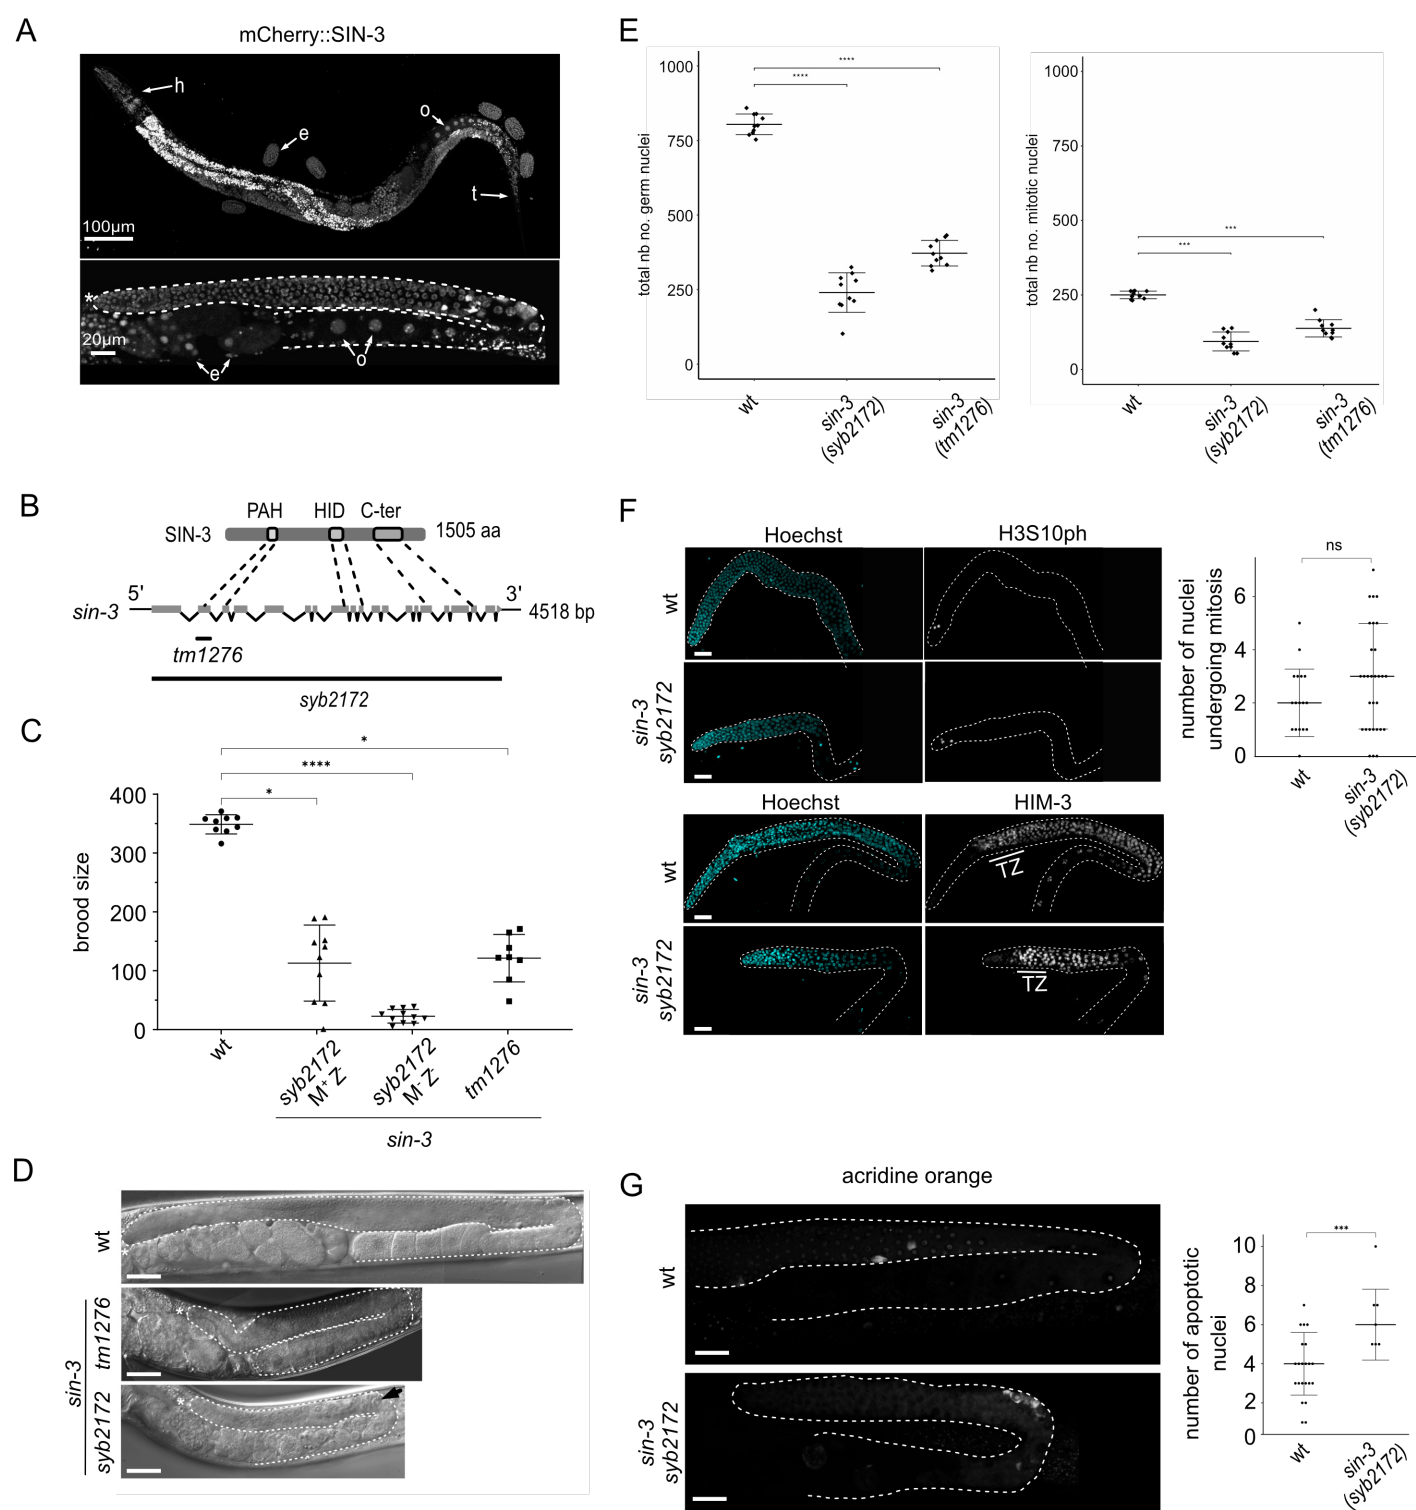 A
mCherry::SIN-3
h
e
o
t
100µm
*
20µm
e
o
B
PAH HID C-ter
SIN-3
1505 aa
5'
3'
sin-3
4518 bp
tm1276
syb2172
C
*
****
*
brood size
400
300
200
100
0
wt
syb2172
M+ Z-
syb2172
M- Z-
tm1276
sin-3
D
wt
*
sin-3
tm1276
*
syb2172
*
E
total nb no. germ nuclei
1000
750
500
250
0
****
****
wt
sin-3
(syb2172)
sin-3
(tm1276)
total nb no. mitotic nuclei
1000
750
500
250
0
***
***
wt
sin-3
(syb2172)
sin-3
(tm1276)
F
Hoechst
H3S10ph
wt
sin-3
syb2172
Hoechst
HIM-3
wt
TZ
sin-3
syb2172
TZ
ns
number of nuclei
undergoing mitosis
6
4
2
0
wt
sin-3
(syb2172)
G
acridine orange
wt
sin-3
syb2172
***
number of apoptotic
nuclei
10
8
6
4
2
0
wt
sin-3
(syb2172)